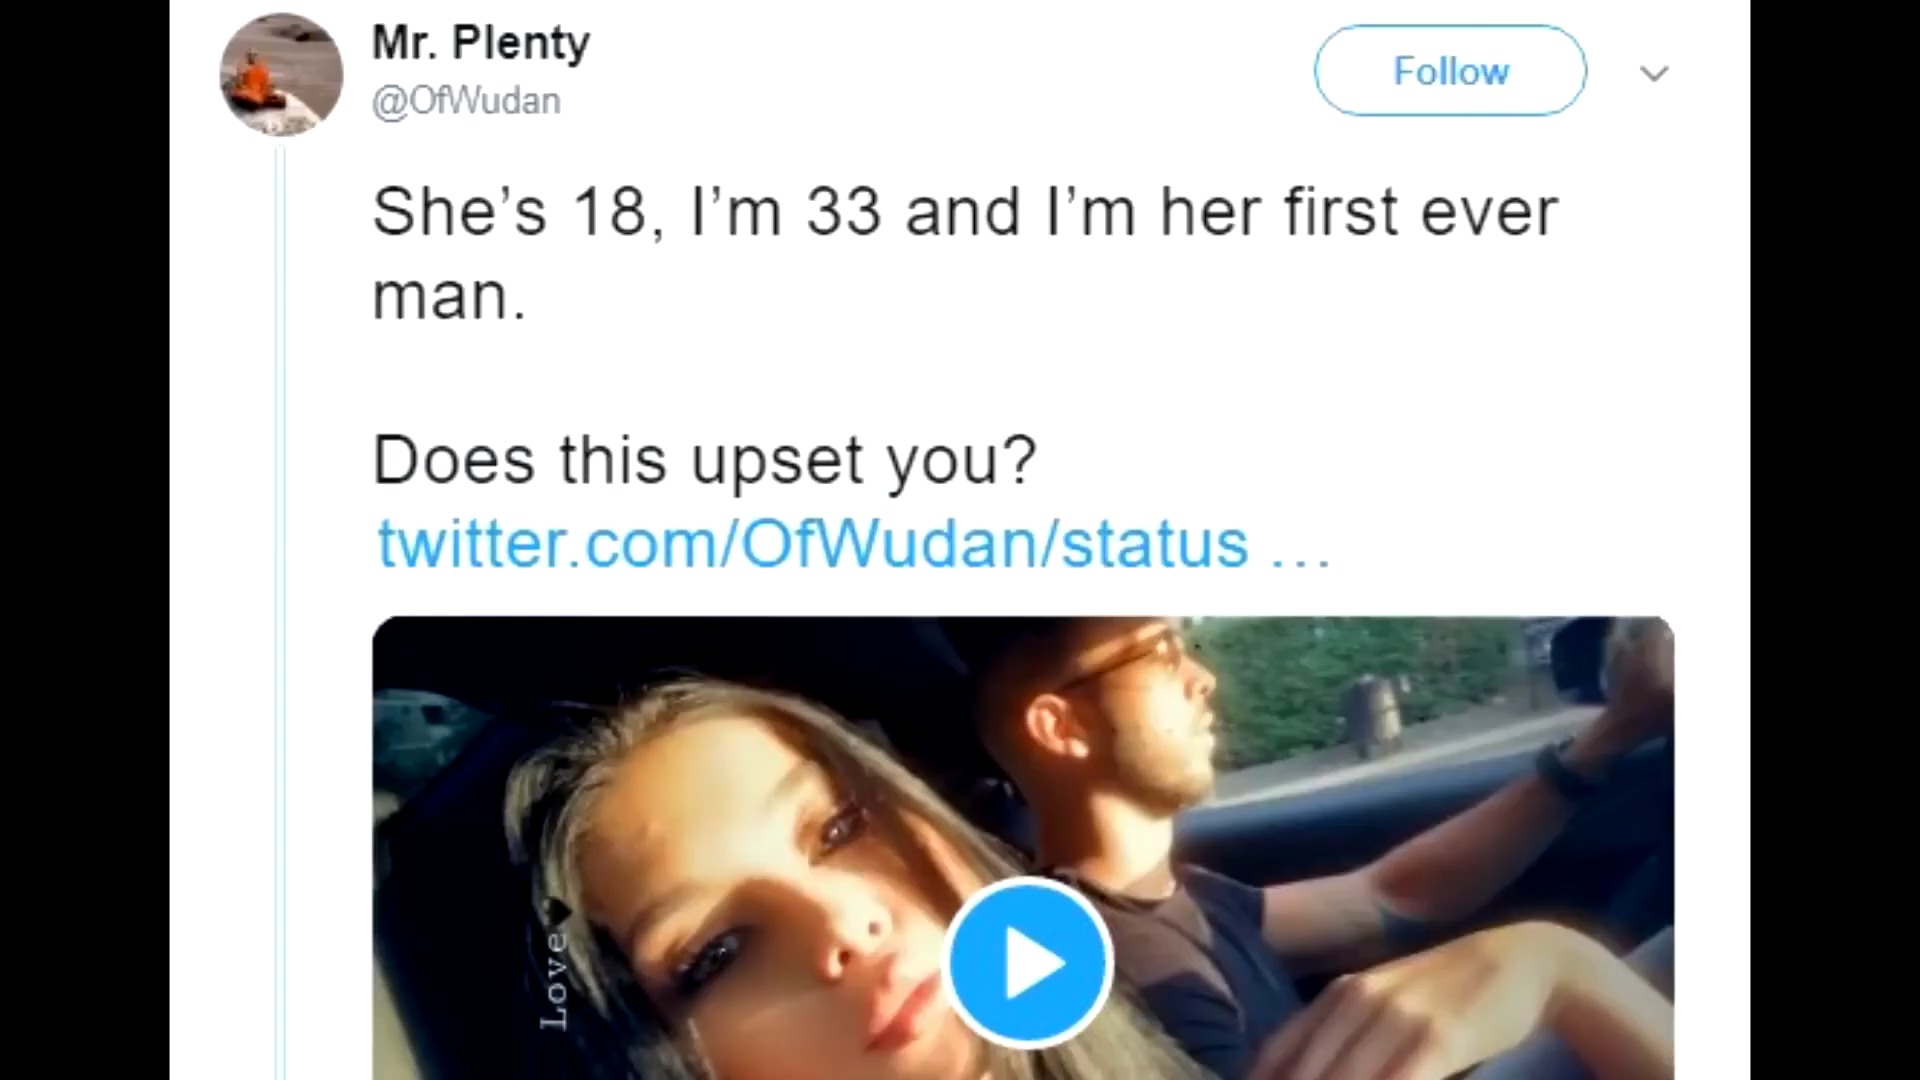 Mr. Plenty
@OfWudan
Follow
She’s 18, I’m 33 and I’m her first ever
man.
Does this upset you?
twitter.com/OfWudan/status …
Love♥